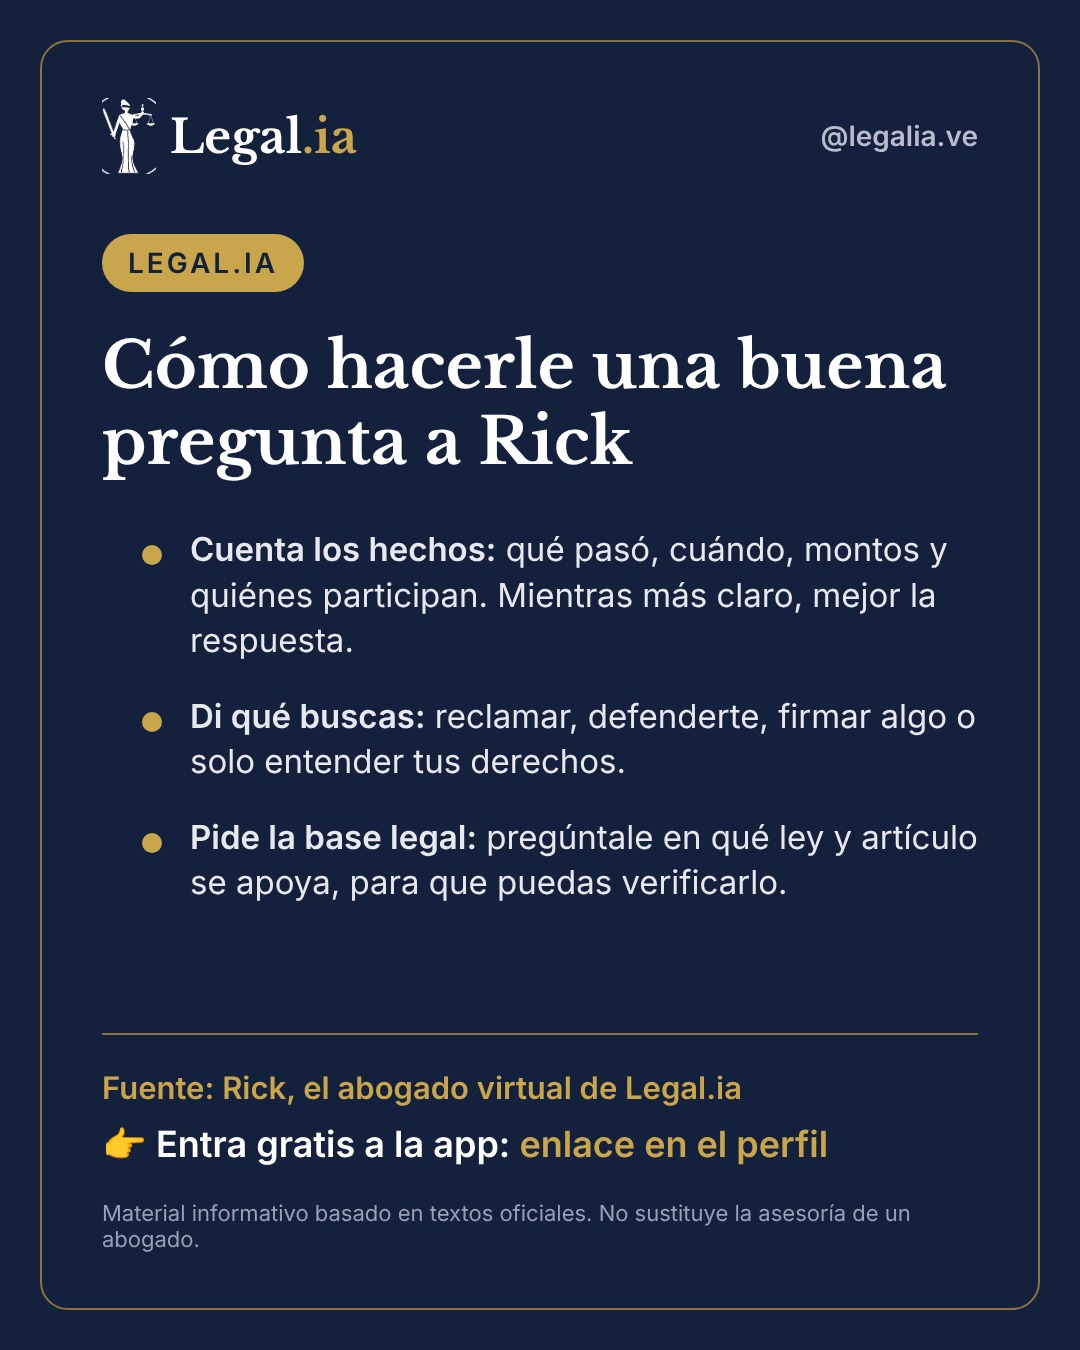 Legal.ia
@legalia.ve
LEGAL.IA
Cómo hacerle una buena
pregunta a Rick
Cuenta los hechos: qué pasó, cuándo, montos y
quiénes participan. Mientras más claro, mejor la
respuesta.
Di qué buscas: reclamar, defenderte, firmar algo o
solo entender tus derechos.
Pide la base legal: pregúntale en qué ley y artículo
se apoya, para que puedas verificarlo.
Fuente: Rick, el abogado virtual de Legal.ia
👉 Entra gratis a la app: enlace en el perfil
Material informativo basado en textos oficiales. No sustituye la asesoría de un
abogado.